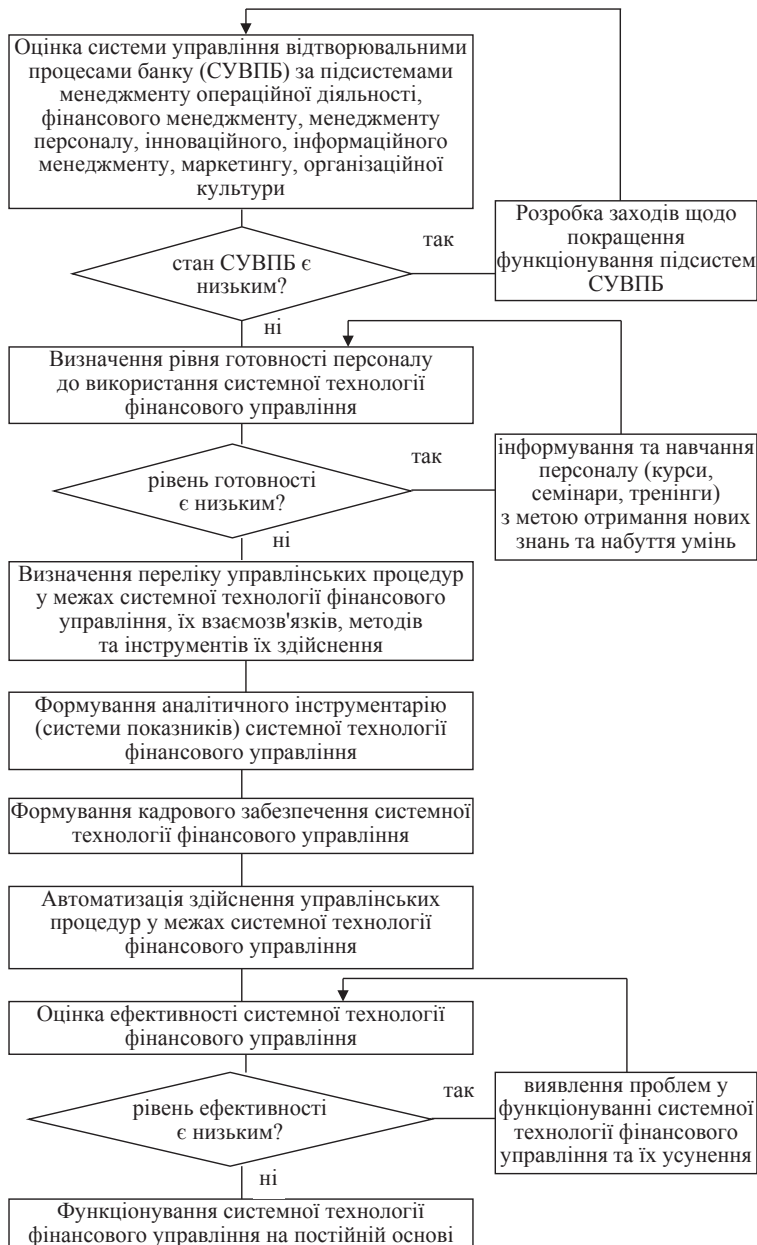 Оцінка системи управління відтворювальними
процесами банку (СУВПБ) за підсистемами
менеджменту операційної діяльності,
фінансового менеджменту, менеджменту
персоналу, інноваційного, інформаційного
менеджменту, маркетингу, організаційної
культури
Розробка заходів щодо
покращення
функціонування підсистем
СУВПБ
так
стан СУВПБ є
низьким?
ні
Визначення рівня готовності персоналу
до використання системної технології
фінансового управління
так
рівень готовності
є низьким?
інформування та навчання
персоналу (курси,
семінари, тренінги)
з метою отримання нових
знань та набуття умінь
ні
Визначення переліку управлінських процедур
у межах системної технології фінансового
управління, їх взаємозв'язків, методів
та інструментів їх здійснення
Формування аналітичного інструментарію
(системи показників) системної технології
фінансового управління
Формування кадрового забезпечення системної
технології фінансового управління
Автоматизація здійснення управлінських
процедур у межах системної технології
фінансового управління
Оцінка ефективності системної технології
фінансового управління
так
рівень ефективності
є низьким?
виявлення проблем у
функціонуванні системної
технології фінансового
управління та їх усунення
ні
Функціонування системної технології
фінансового управління на постійній основі